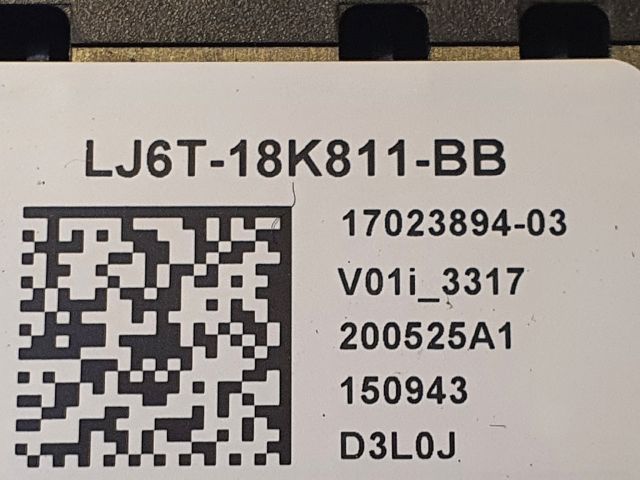 LJ6T-18K811-BB
17023894-03
V01i_3317
200525A1
150943
D3L0J